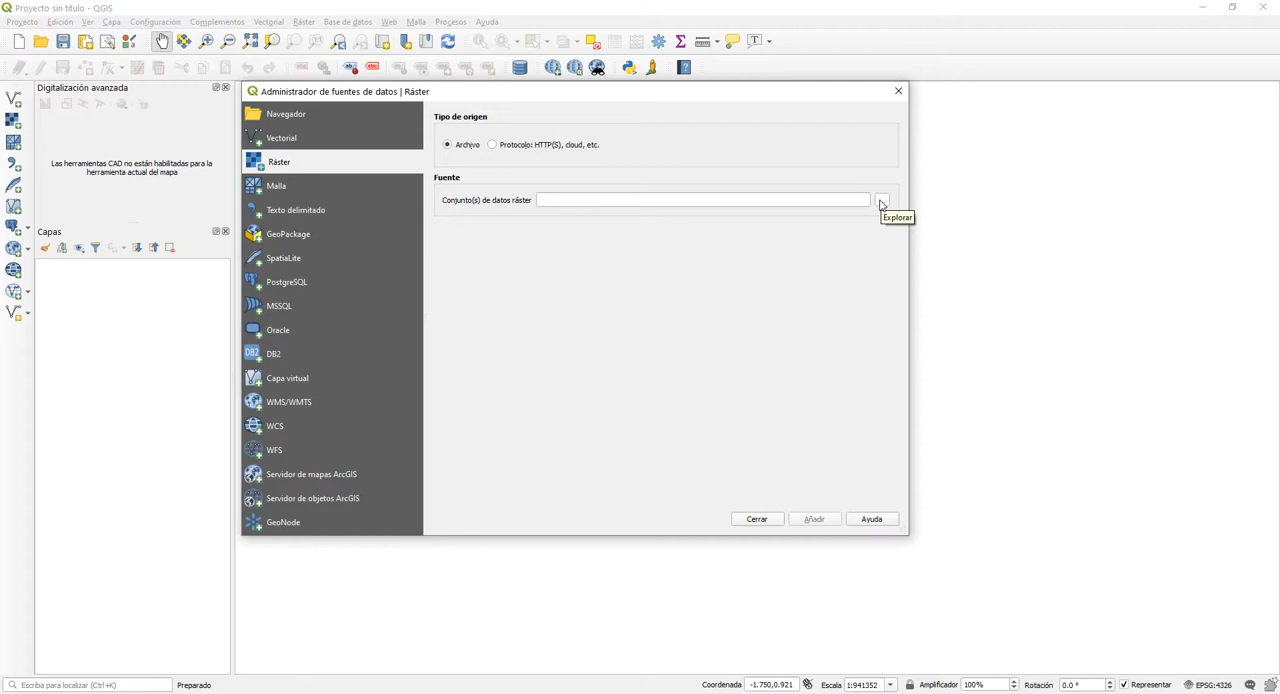 Proyecto sin título - QGIS
Proyecto Edición Ver Capa Configuración Complementos Vectorial Ráster Base de datos Web Malla Procesos Ayuda
Digitalización avanzada
Las herramientas CAD no están habilitadas para la
herramienta actual del mapa
Capas
Administrador de fuentes de datos | Ráster
Navegador
Vectorial
Ráster
Malla
Texto delimitado
GeoPackage
SpatiaLite
PostgreSQL
MSSQL
Oracle
DB2
Capa virtual
WMS/WMTS
WCS
WFS
Servidor de mapas ArcGIS
Servidor de objetos ArcGIS
GeoNode
Tipo de origen
Archivo Protocolo: HTTP(S), cloud, etc.
Fuente
Conjunto(s) de datos ráster
Explorar
Cerrar Añadir Ayuda
Escriba para localizar (Ctrl+K) Preparado Coordenada -1.750,0.921 Escala 1:941352 Amplificador 100% Rotación 0.0 ° Representar EPSG:4326